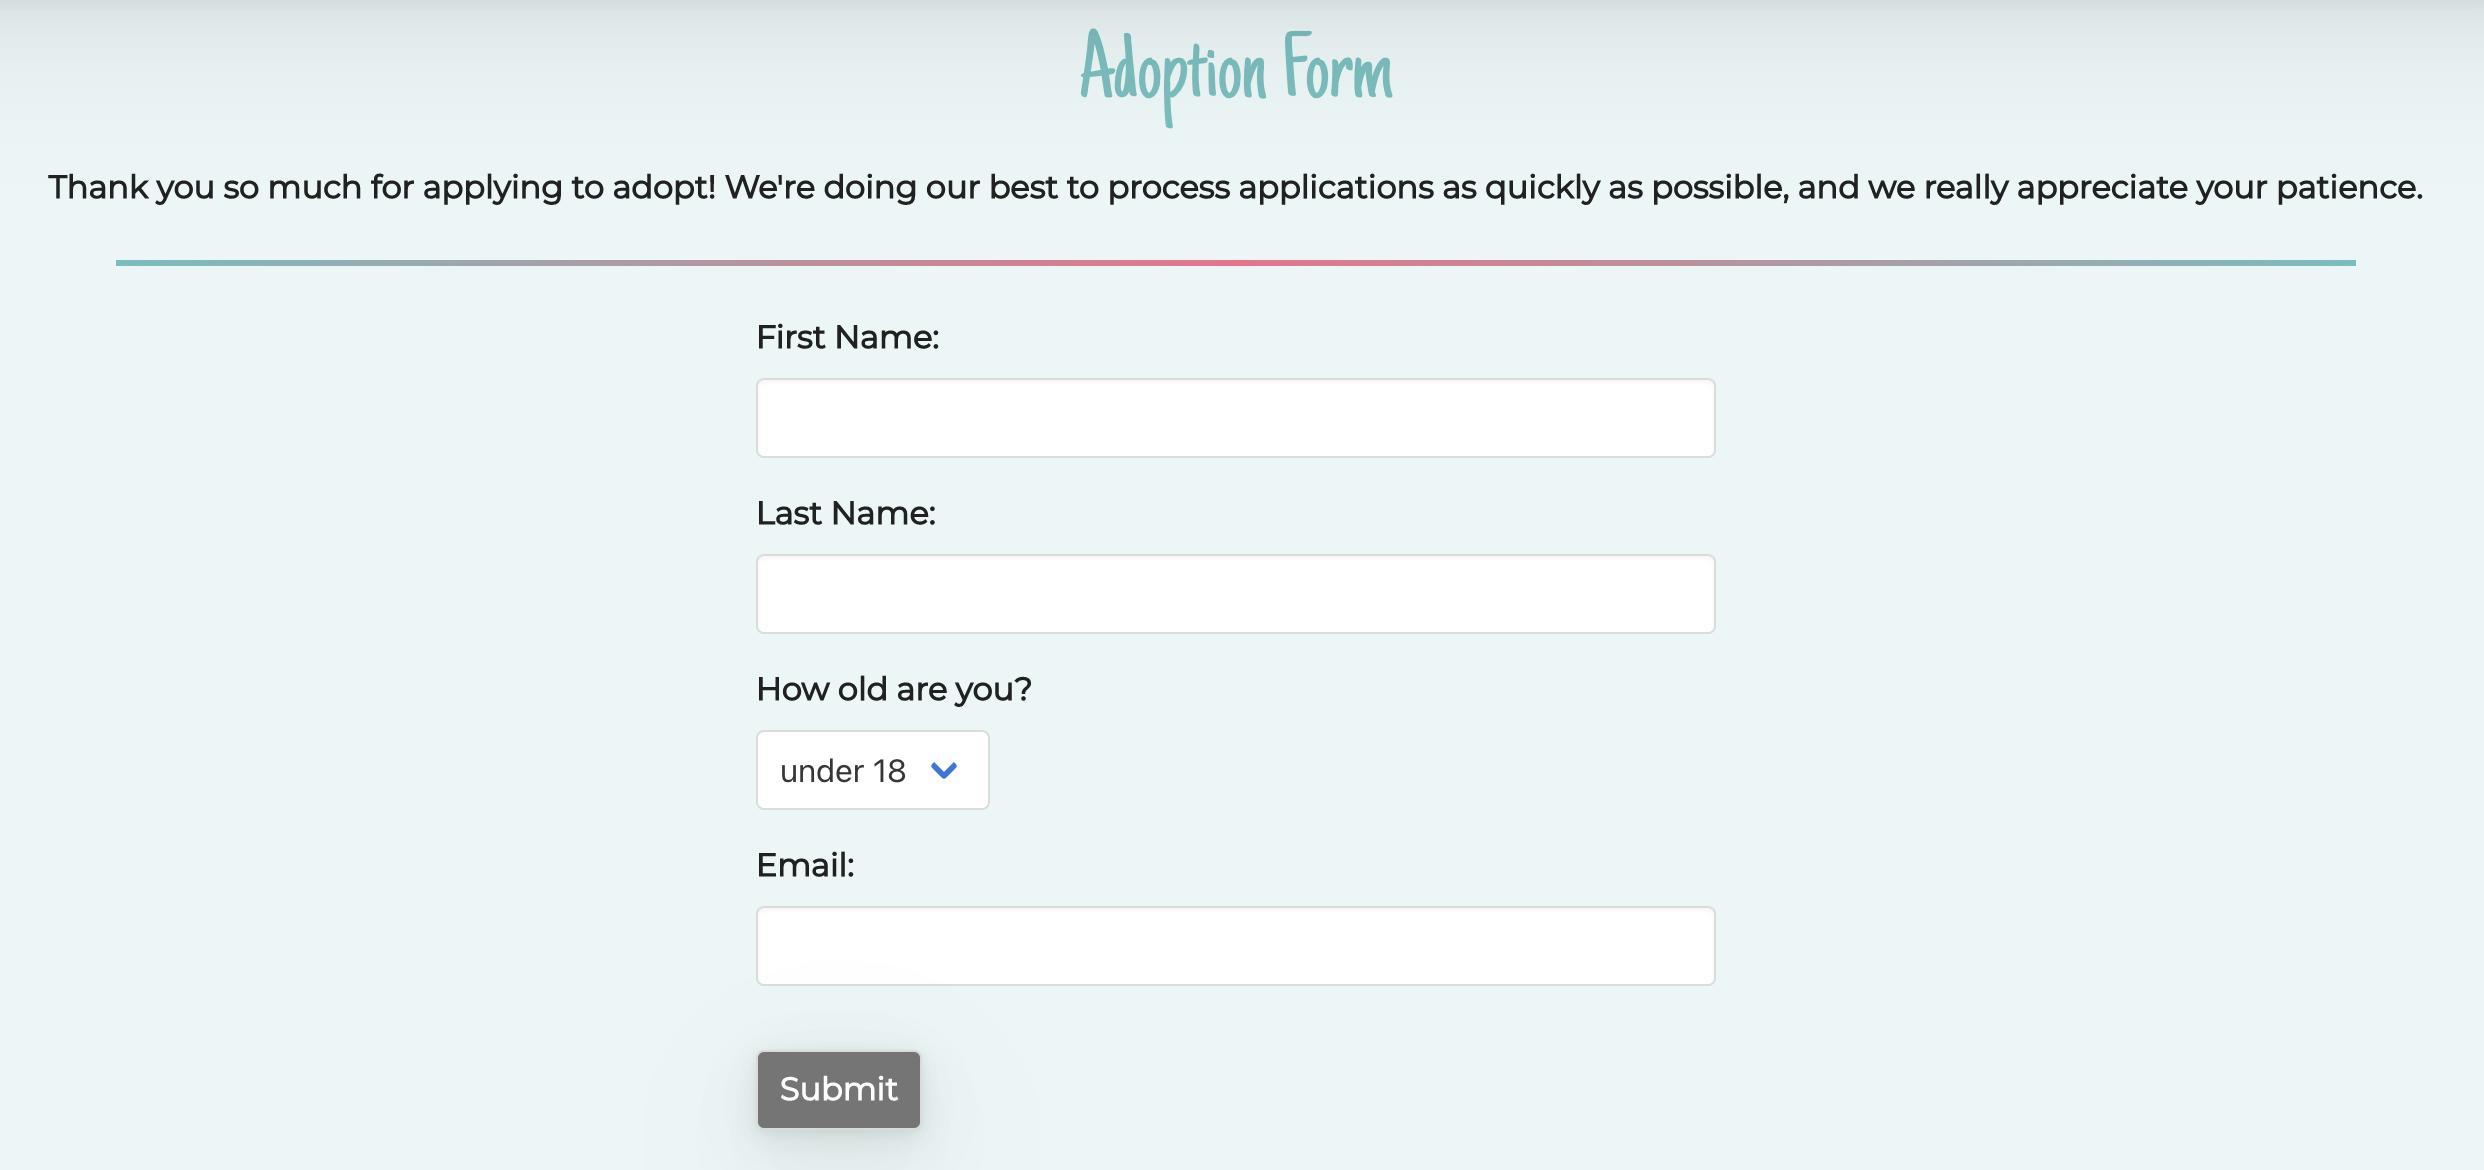 Adoption Form
Thank you so much for applying to adopt! We're doing our best to process applications as quickly as possible, and we really appreciate your patience.
First Name:
Last Name:
How old are you?
under 18
Email:
Submit